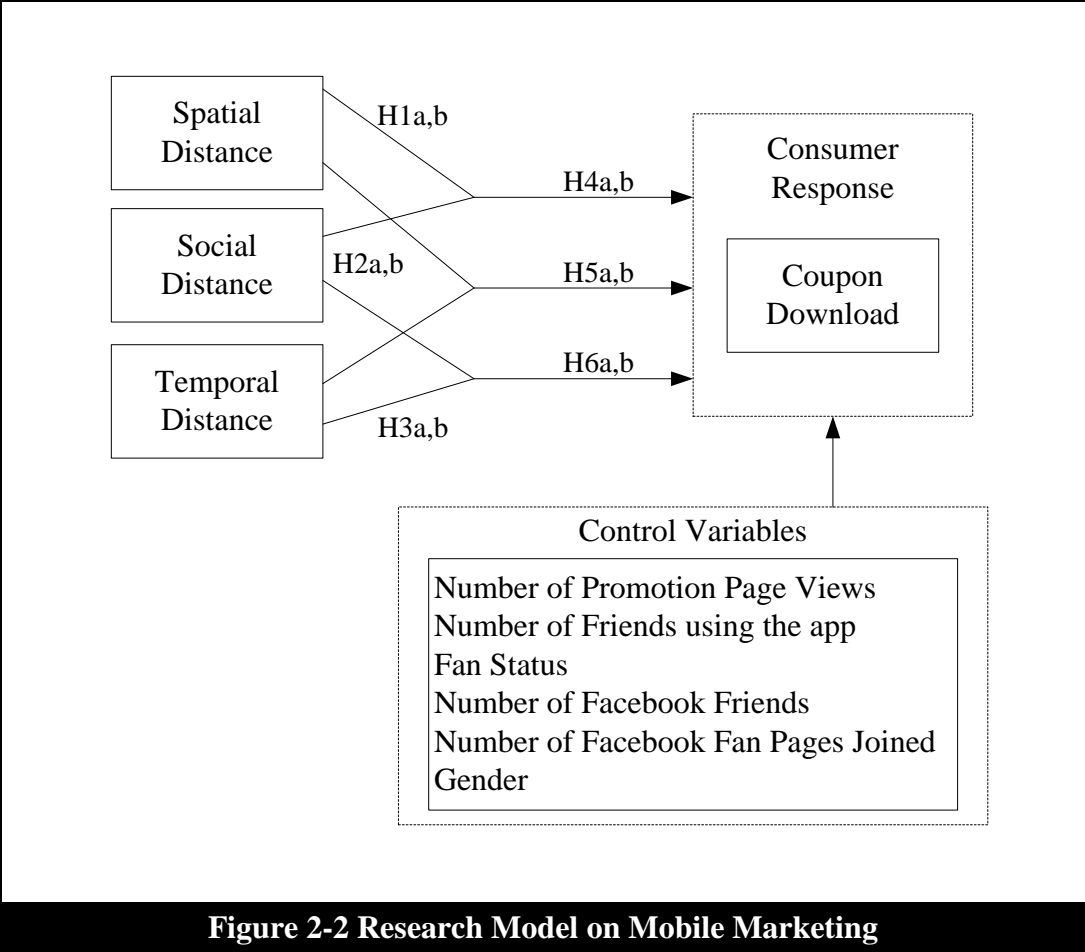 Spatial
Distance
H1a,b
Social
Distance
H2a,b
Temporal
Distance
H3a,b
H4a,b
H5a,b
H6a,b
Consumer
Response
Coupon
Download
Control Variables
Number of Promotion Page Views
Number of Friends using the app
Fan Status
Number of Facebook Friends
Number of Facebook Fan Pages Joined
Gender
Figure 2-2 Research Model on Mobile Marketing